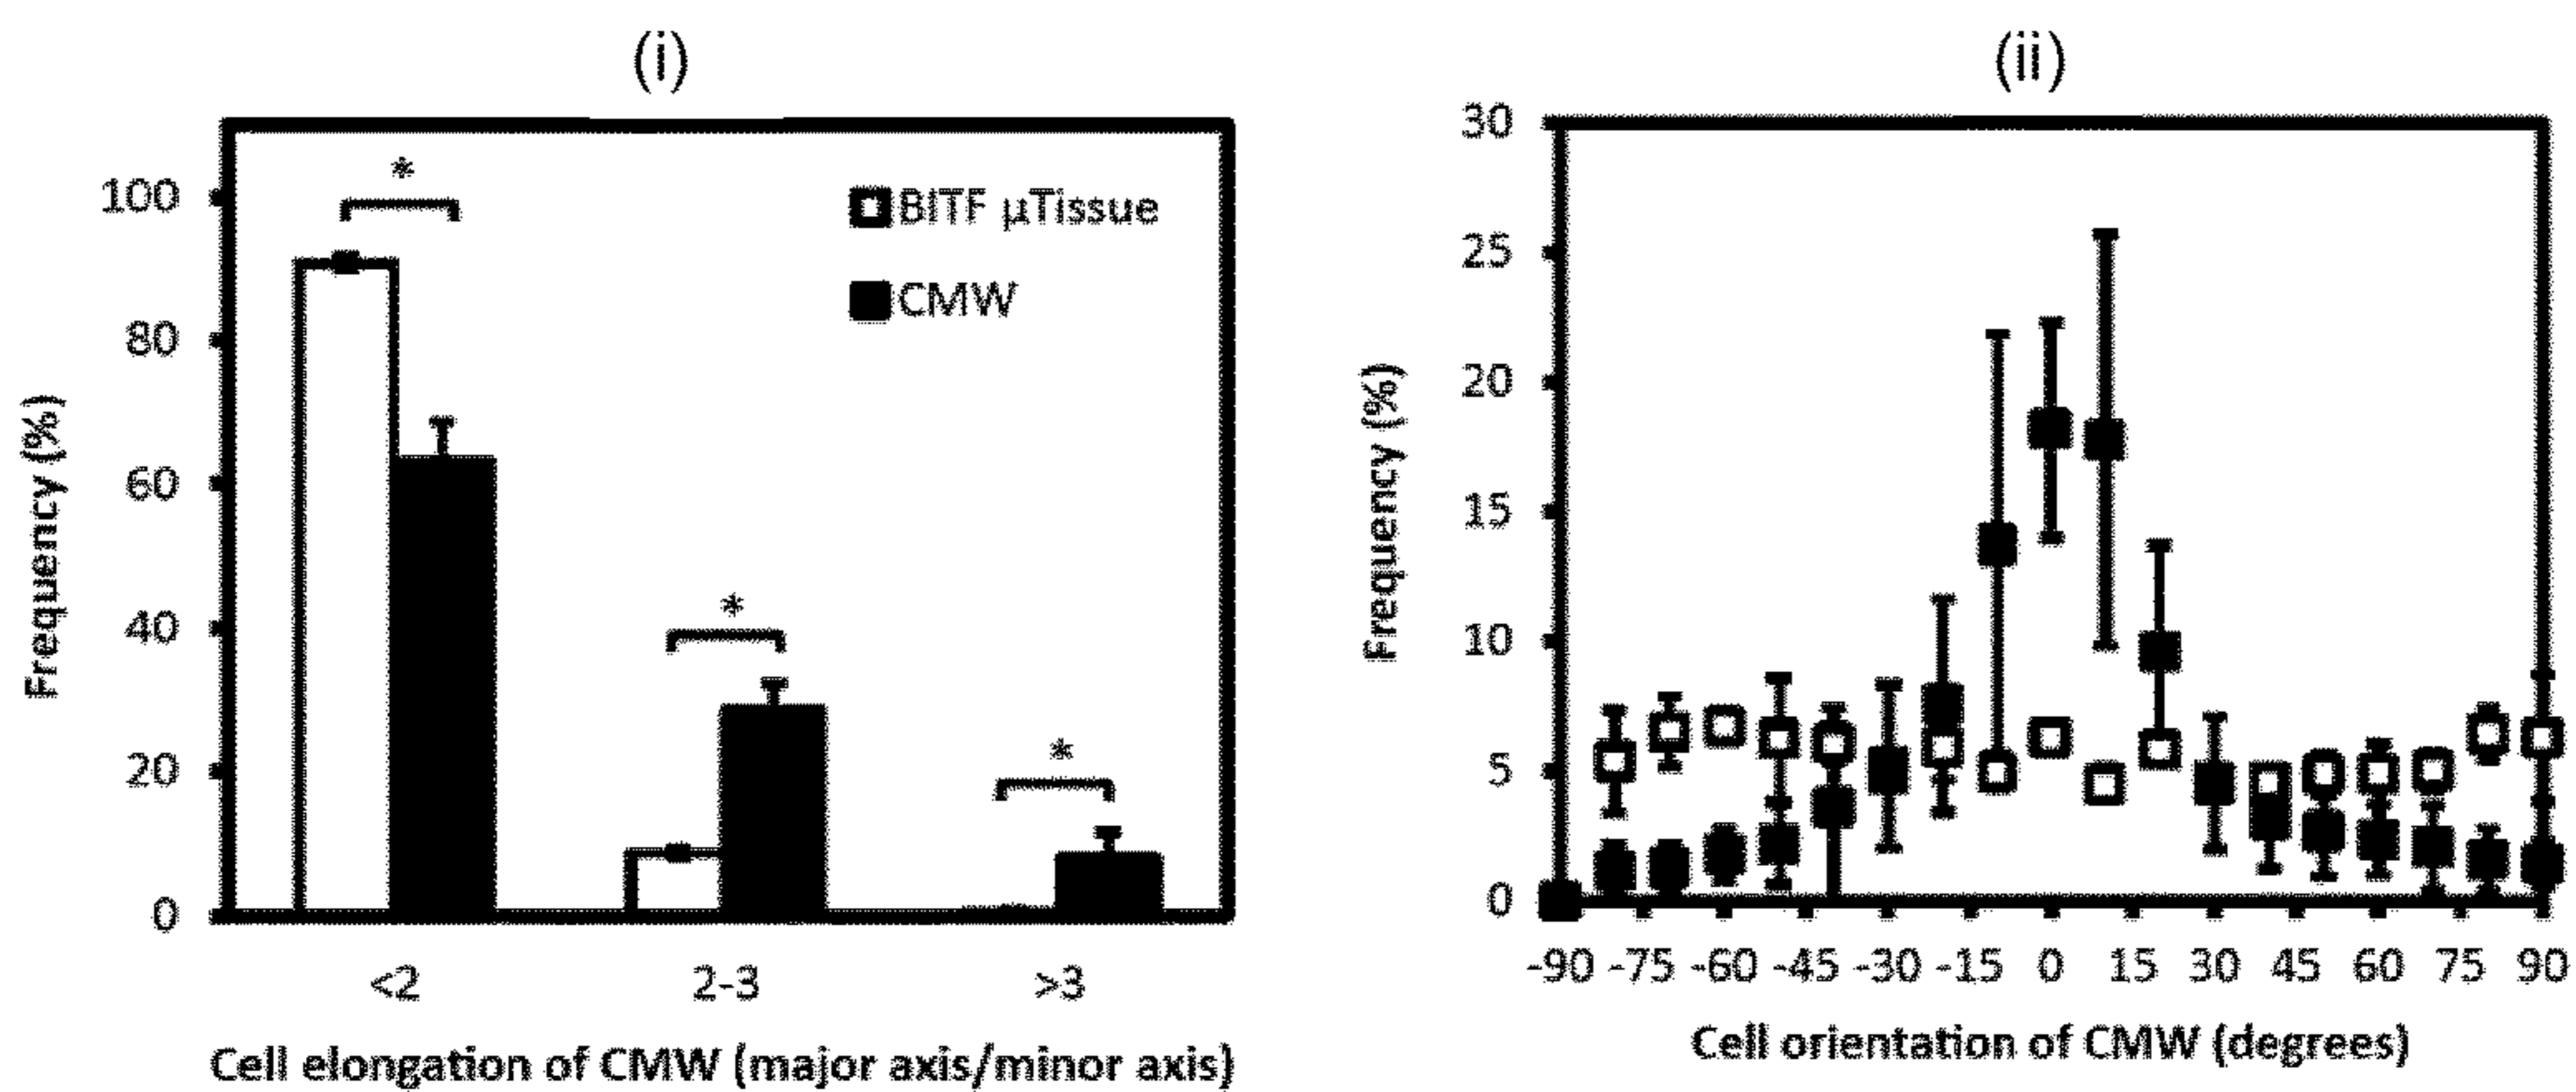 (i)
*
100
80
60
40
20
0
Frequency (%)
BITF µTissue
CMW
*
*
<2 2-3 >3
Cell elongation of CMW (major axis/minor axis)
(ii)
30
25
20
15
10
5
0
Frequency (%)
-90 -75 -60 -45 -30 -15 0 15 30 45 60 75 90
Cell orientation of CMW (degrees)